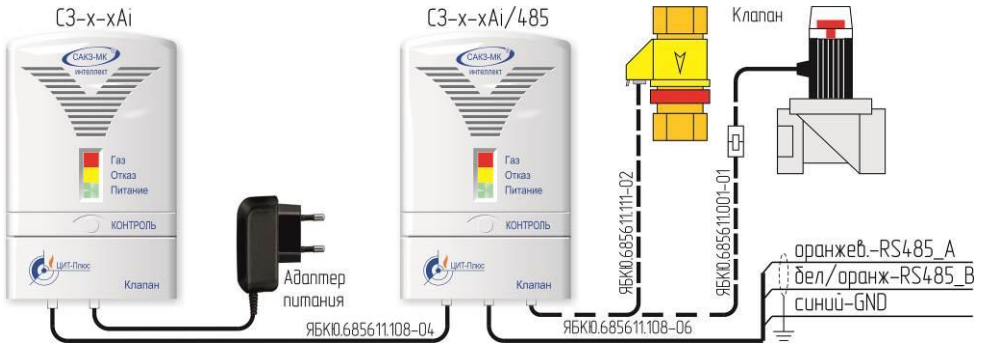 СЗ-х-хAi
СЗ-х-хAi/485
Клапан
САКЗ-МК
интеллект
Газ
Отказ
Питание
КОНТРОЛЬ
ЦИТ-Плюс
Клапан
Адаптер
питания
САКЗ-МК
интеллект
Газ
Отказ
Питание
КОНТРОЛЬ
ЦИТ-Плюс
Клапан
ЯБКЮ.685611.111-02
ЯБКЮ.685611.001-01
оранжев.-RS485_A
бел/оранж-RS485_B
синий-GND
ЯБКЮ.685611.108-04
ЯБКЮ.685611.108-06